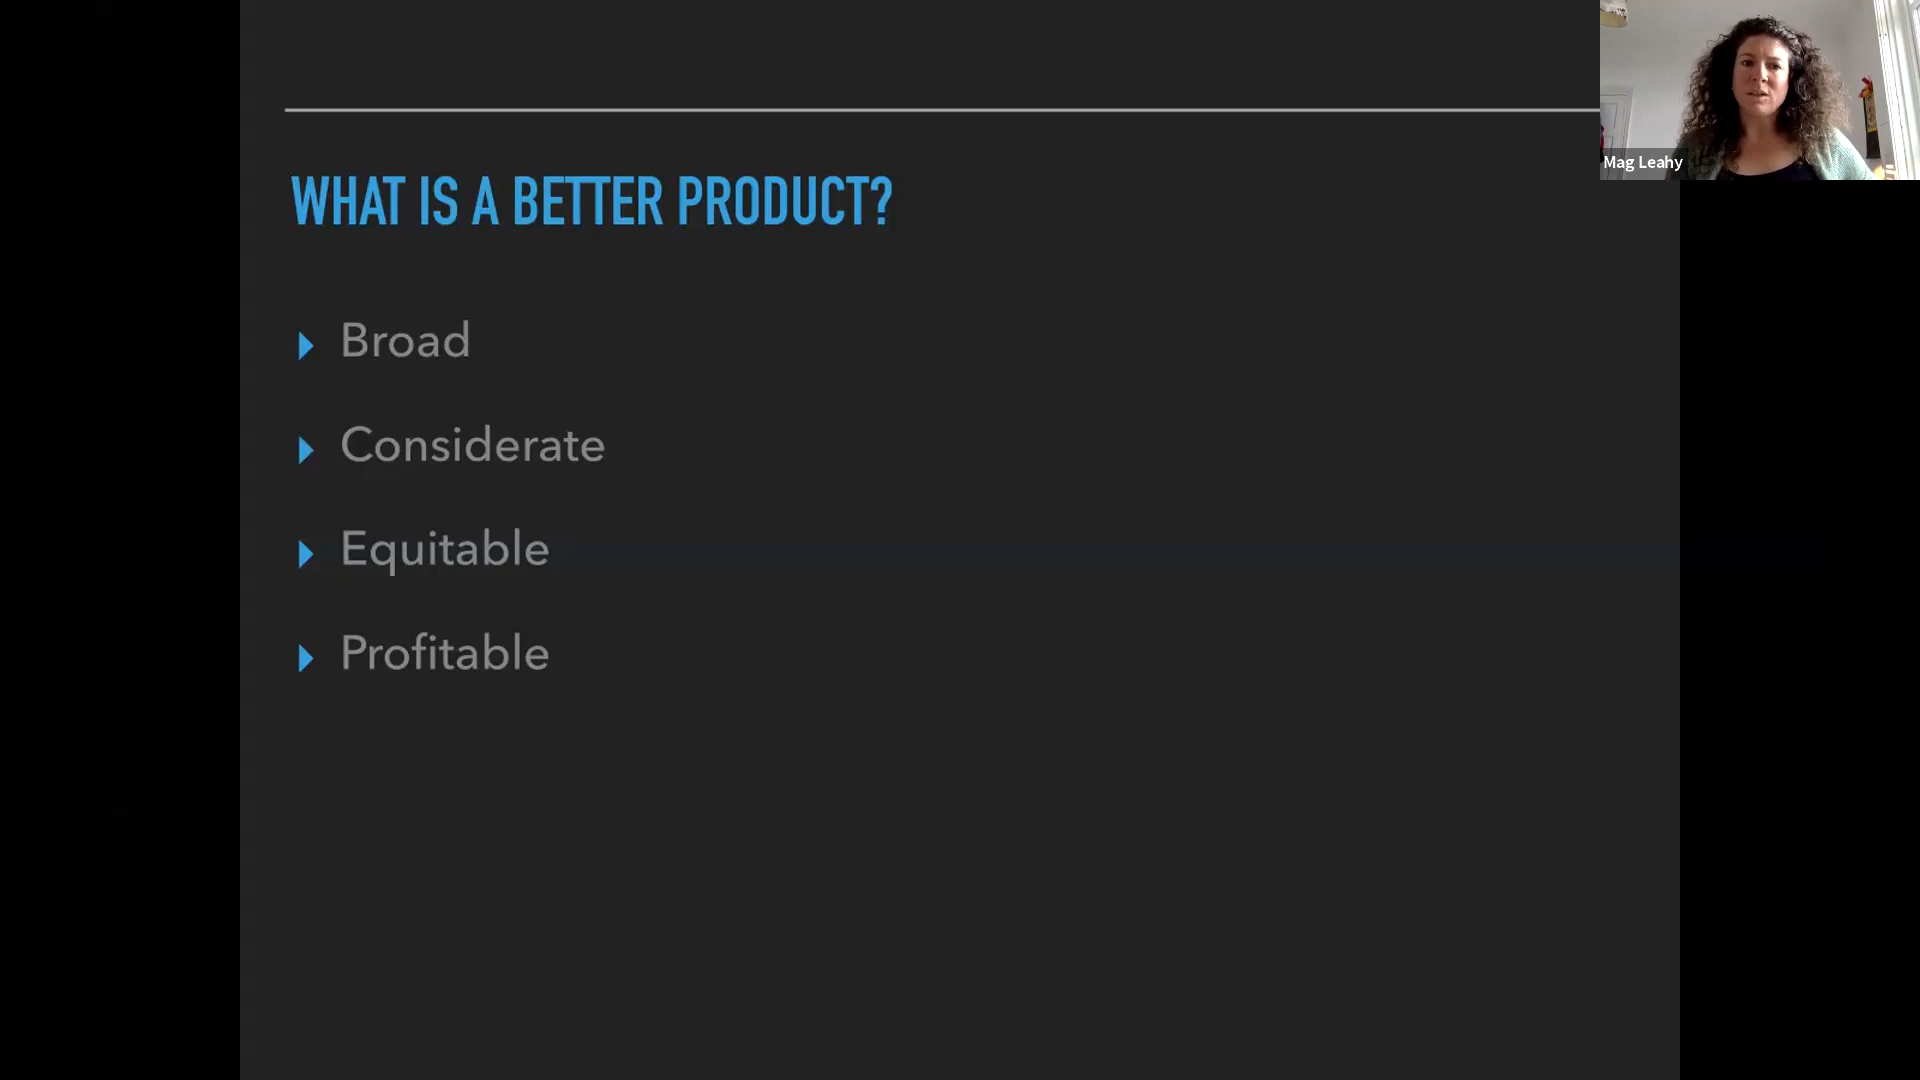 Mag Leahy
WHAT IS A BETTER PRODUCT?
Broad
Considerate
Equitable
Profitable